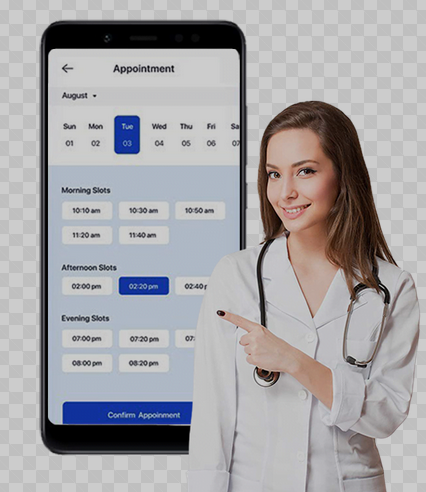 Appointment
August
Sun Mon Tue Wed Thu Fri Sa
01 02 03 04 05 06 07
Morning Slots
10:10 am 10:30 am 10:50 am
11:20 am 11:40 am
Afternoon Slots
02:00 pm 02:20 pm 02:40 p
Evening Slots
07:00 pm 07:20 pm 07:
08:00 pm 08:20 pm
Confirm Appoinment